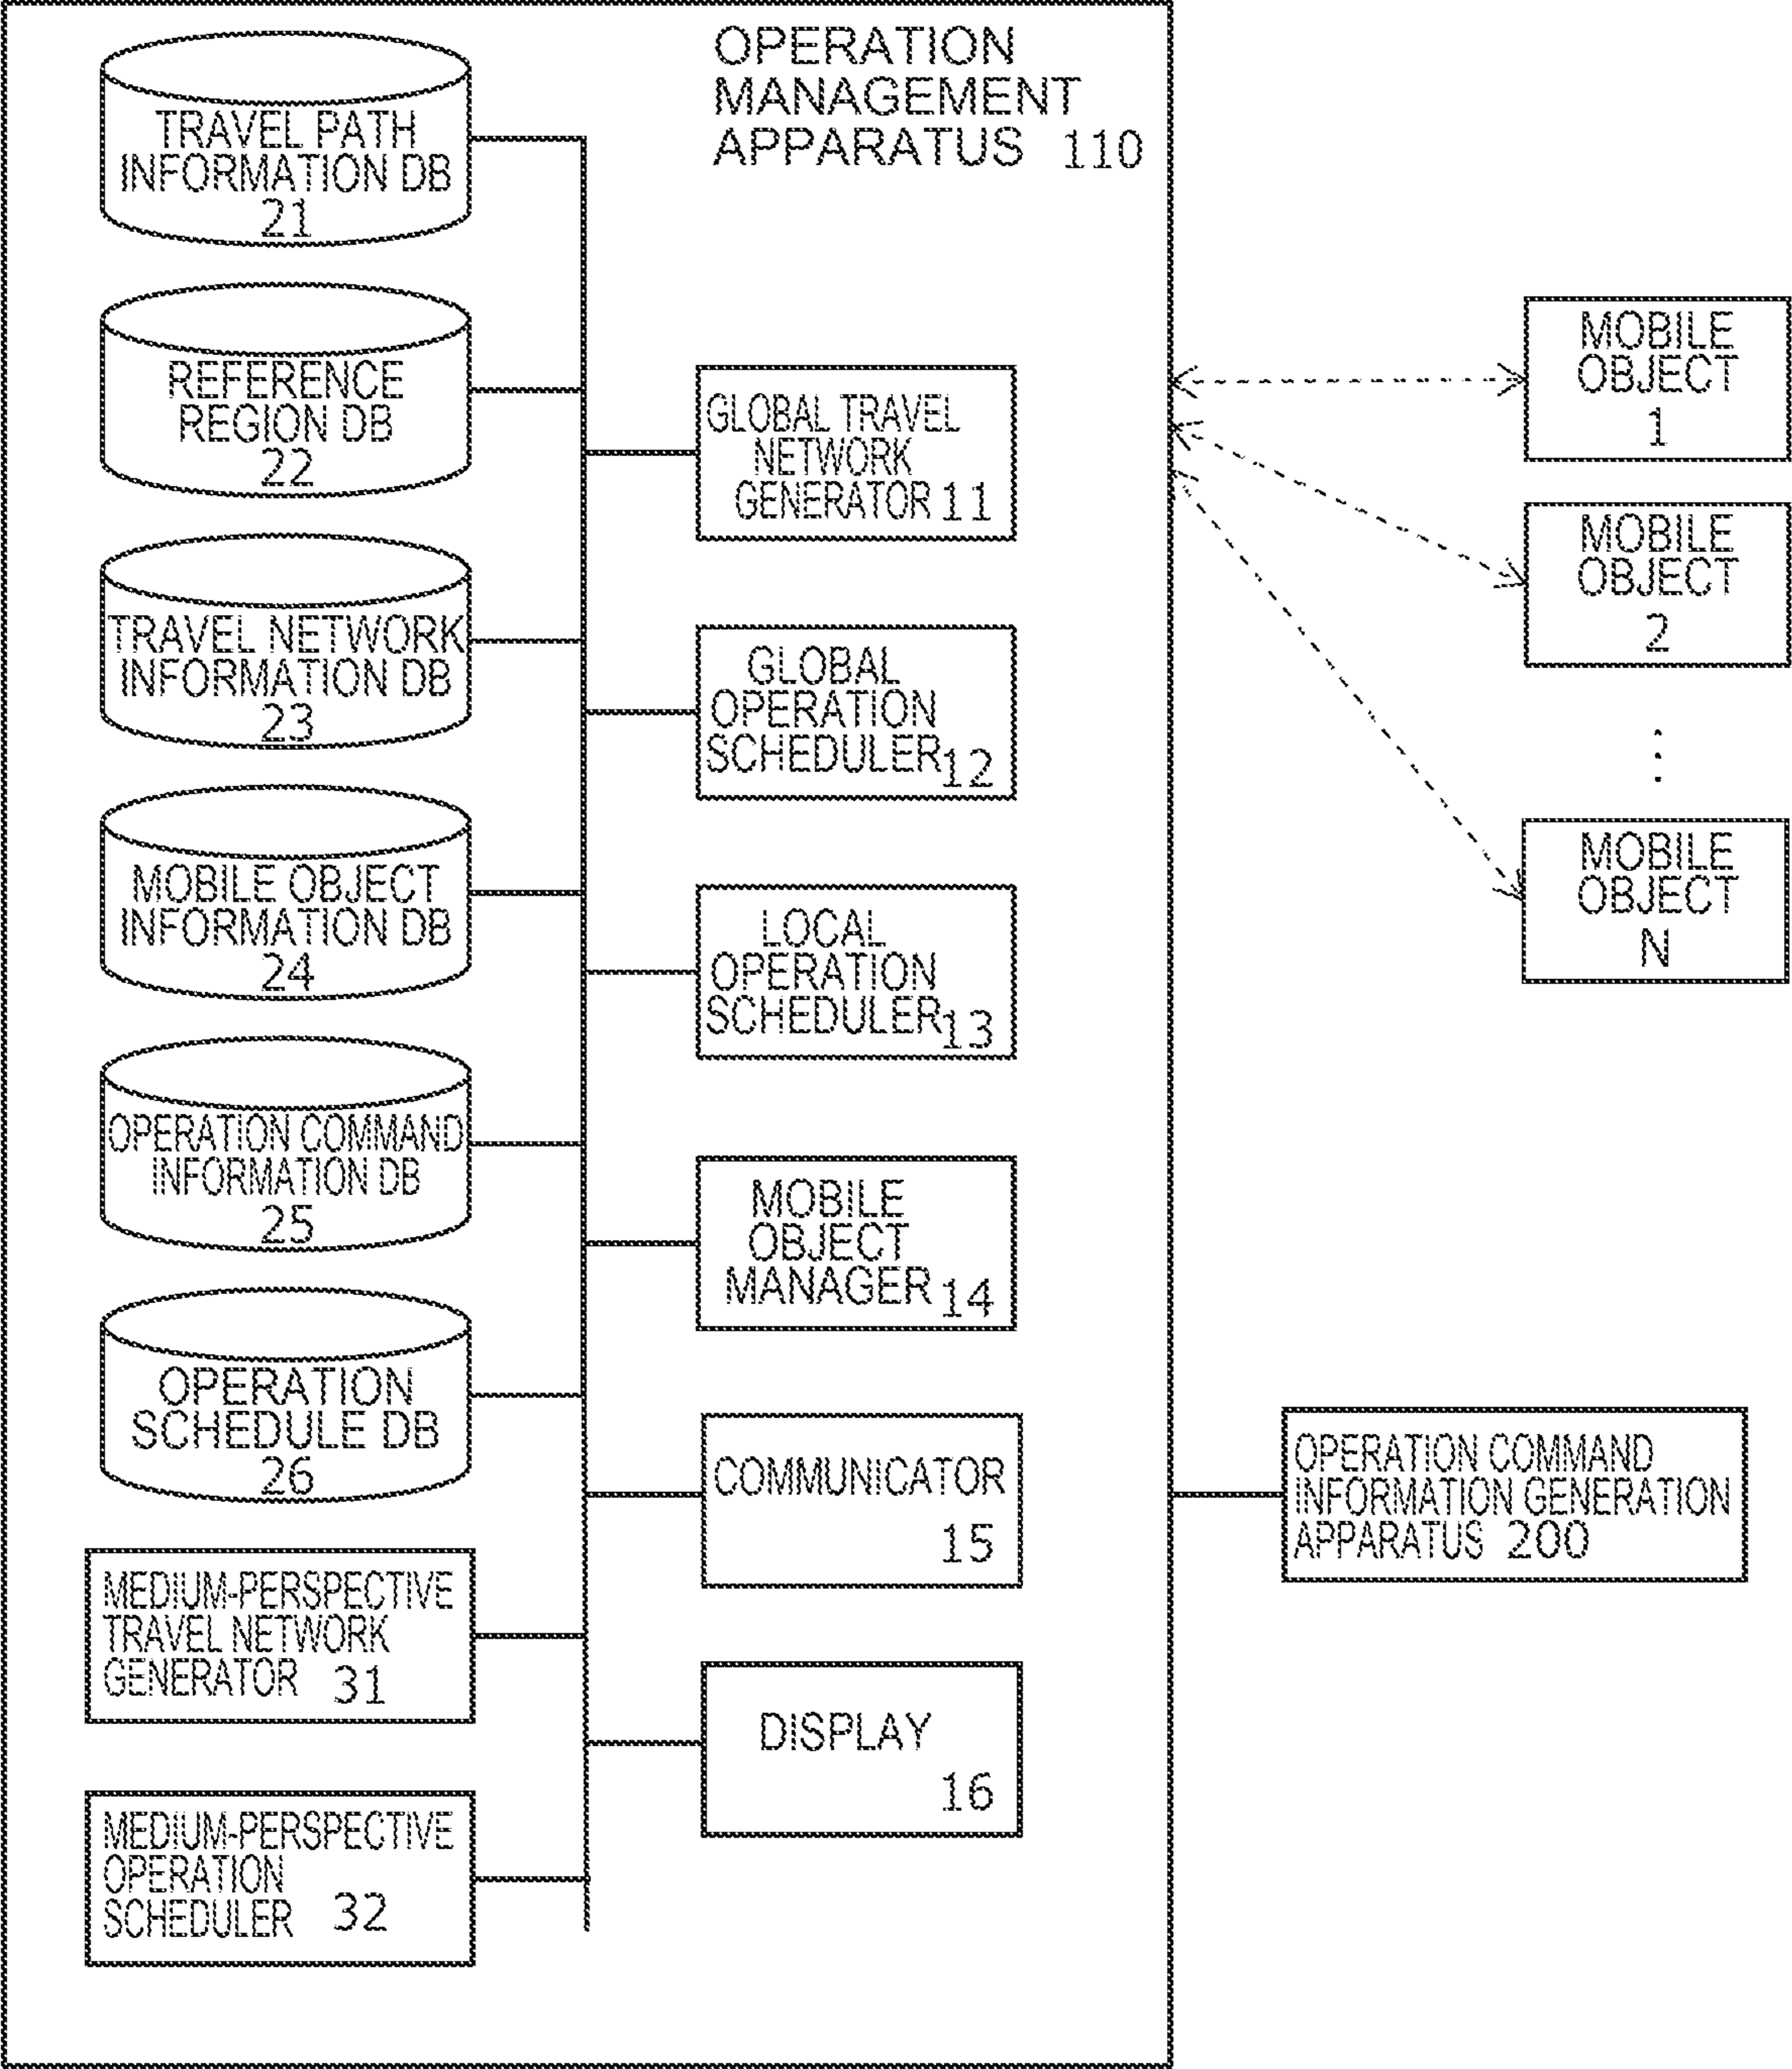 OPERATION
MANAGEMENT
APPARATUS 110
TRAVEL PATH
INFORMATION DB
21
REFERENCE
REGION DB
22
TRAVEL NETWORK
INFORMATION DB
23
MOBILE OBJECT
INFORMATION DB
24
OPERATION COMMAND
INFORMATION DB
25
OPERATION
SCHEDULE DB
26
MEDIUM-PERSPECTIVE
TRAVEL NETWORK
GENERATOR 31
MEDIUM-PERSPECTIVE
OPERATION
SCHEDULER 32
GLOBAL TRAVEL
NETWORK
GENERATOR 11
GLOBAL
OPERATION
SCHEDULER 12
LOCAL
OPERATION
SCHEDULER 13
MOBILE
OBJECT
MANAGER 14
COMMUNICATOR
15
DISPLAY
16
MOBILE
OBJECT
1
MOBILE
OBJECT
2
MOBILE
OBJECT
N
OPERATION COMMAND
INFORMATION GENERATION
APPARATUS 200